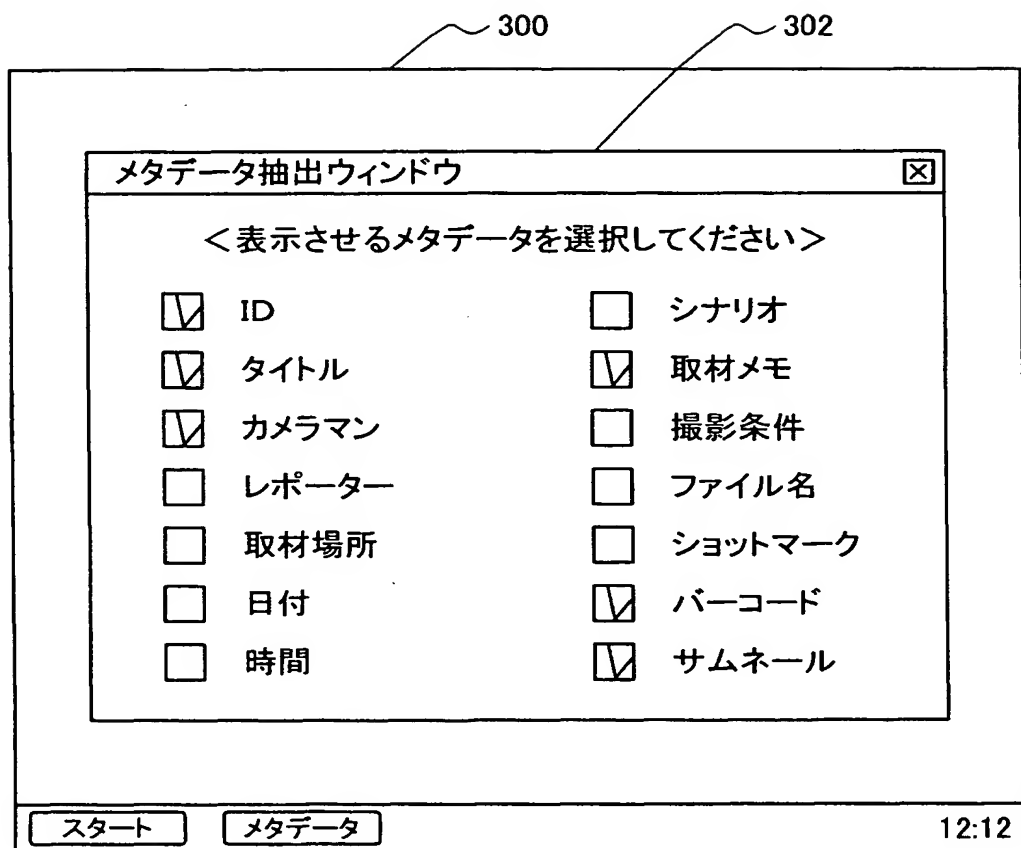 300
302
メタデータ抽出ウィンドウ
＜表示させるメタデータを選択してください＞
ID
シナリオ
タイトル
取材メモ
カメラマン
撮影条件
レポーター
ファイル名
取材場所
ショットマーク
日付
バーコード
時間
サムネール
スタート
メタデータ
12:12